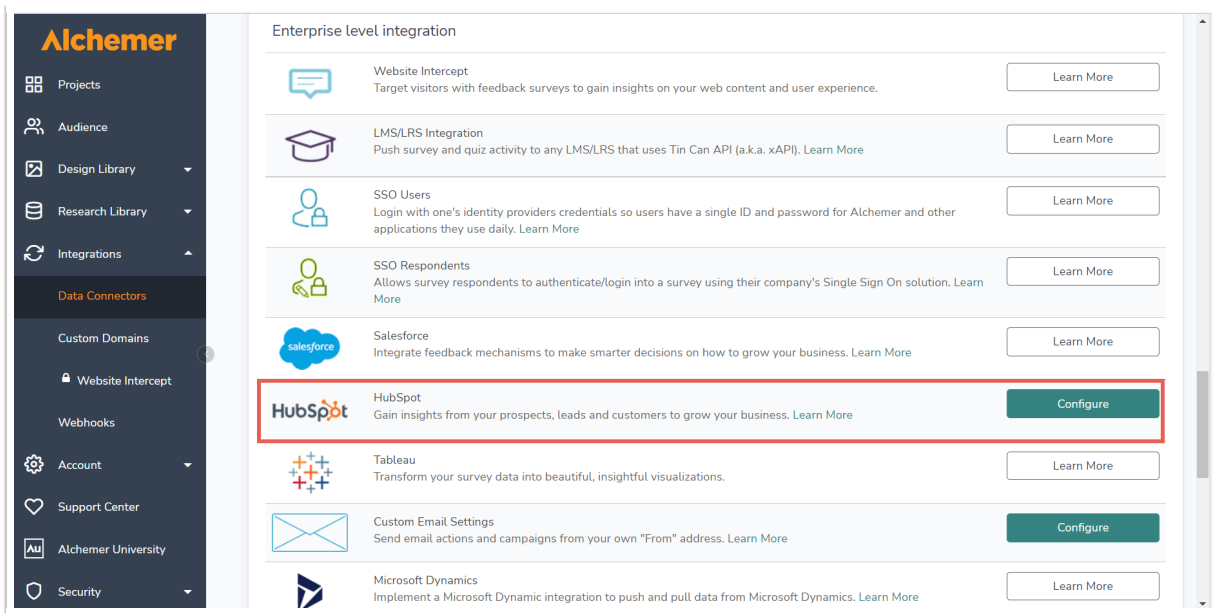 Alchemer
Projects
Audience
Design Library
Research Library
Integrations
Data Connectors
Custom Domains
Website Intercept
Webhooks
Account
Support Center
Au
Alchemer University
Security
Enterprise level integration
Website Intercept
Target visitors with feedback surveys to gain insights on your web content and user experience.
Learn More
LMS/LRS Integration
Push survey and quiz activity to any LMS/LRS that uses Tin Can API (a.k.a. xAPI). Learn More
Learn More
SSO Users
Login with one's identity providers credentials so users have a single ID and password for Alchemer and other
applications they use daily. Learn More
Learn More
SSO Respondents
Allows survey respondents to authenticate/login into a survey using their company's Single Sign On solution. Learn
More
Learn More
salesforce
Salesforce
Integrate feedback mechanisms to make smarter decisions on how to grow your business. Learn More
Learn More
HubSpot
HubSpot
Gain insights from your prospects, leads and customers to grow your business. Learn More
Configure
Tableau
Transform your survey data into beautiful, insightful visualizations.
Learn More
Custom Email Settings
Send email actions and campaigns from your own "From" address. Learn More
Configure
Microsoft Dynamics
Implement a Microsoft Dynamic integration to push and pull data from Microsoft Dynamics. Learn More
Learn More